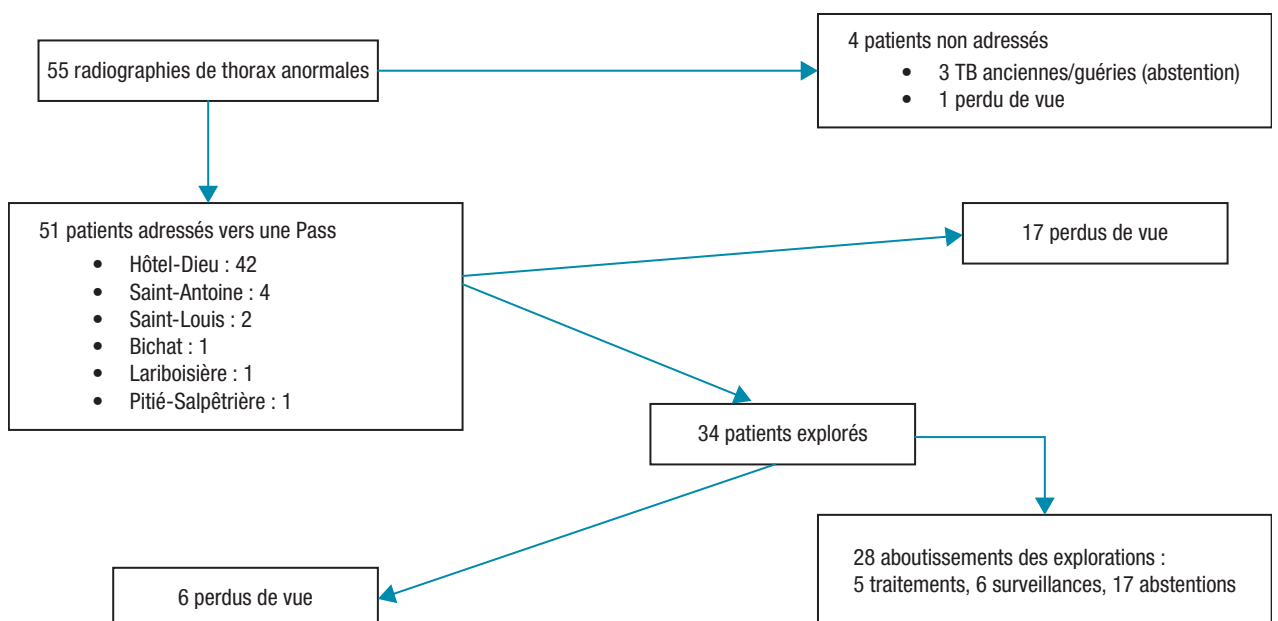 55 radiographies de thorax anormales
4 patients non adressés
• 3 TB anciennes/guéries (abstention)
• 1 perdu de vue
51 patients adressés vers une Pass
• Hôtel-Dieu : 42
• Saint-Antoine : 4
• Saint-Louis : 2
• Bichat : 1
• Lariboisière : 1
• Pitié-Salpêtrière : 1
17 perdus de vue
34 patients explorés
6 perdus de vue
28 aboutissements des explorations :
5 traitements, 6 surveillances, 17 abstentions